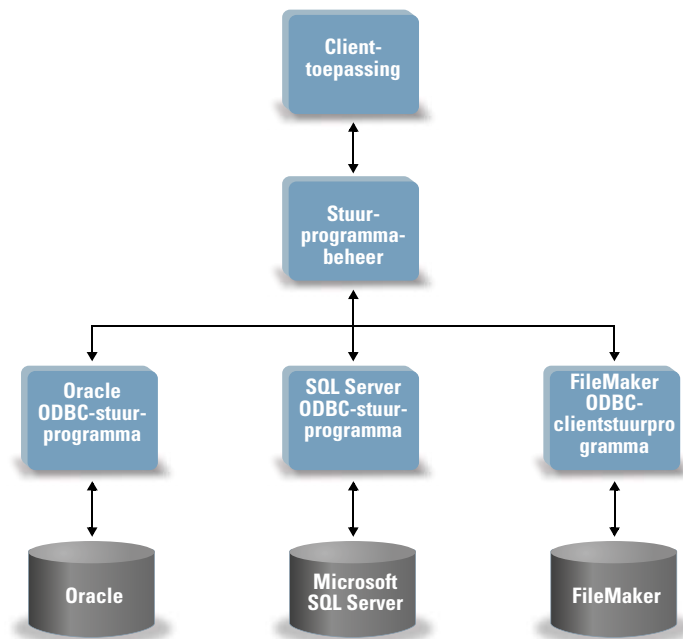 Client-
toepassing
Stuur-
programma-
beheer
Oracle
ODBC-stuur-
programma
SQL Server
ODBC-stuur-
programma
FileMaker
ODBC-
clientstuurpro
gramma
Oracle
Microsoft
SQL Server
FileMaker